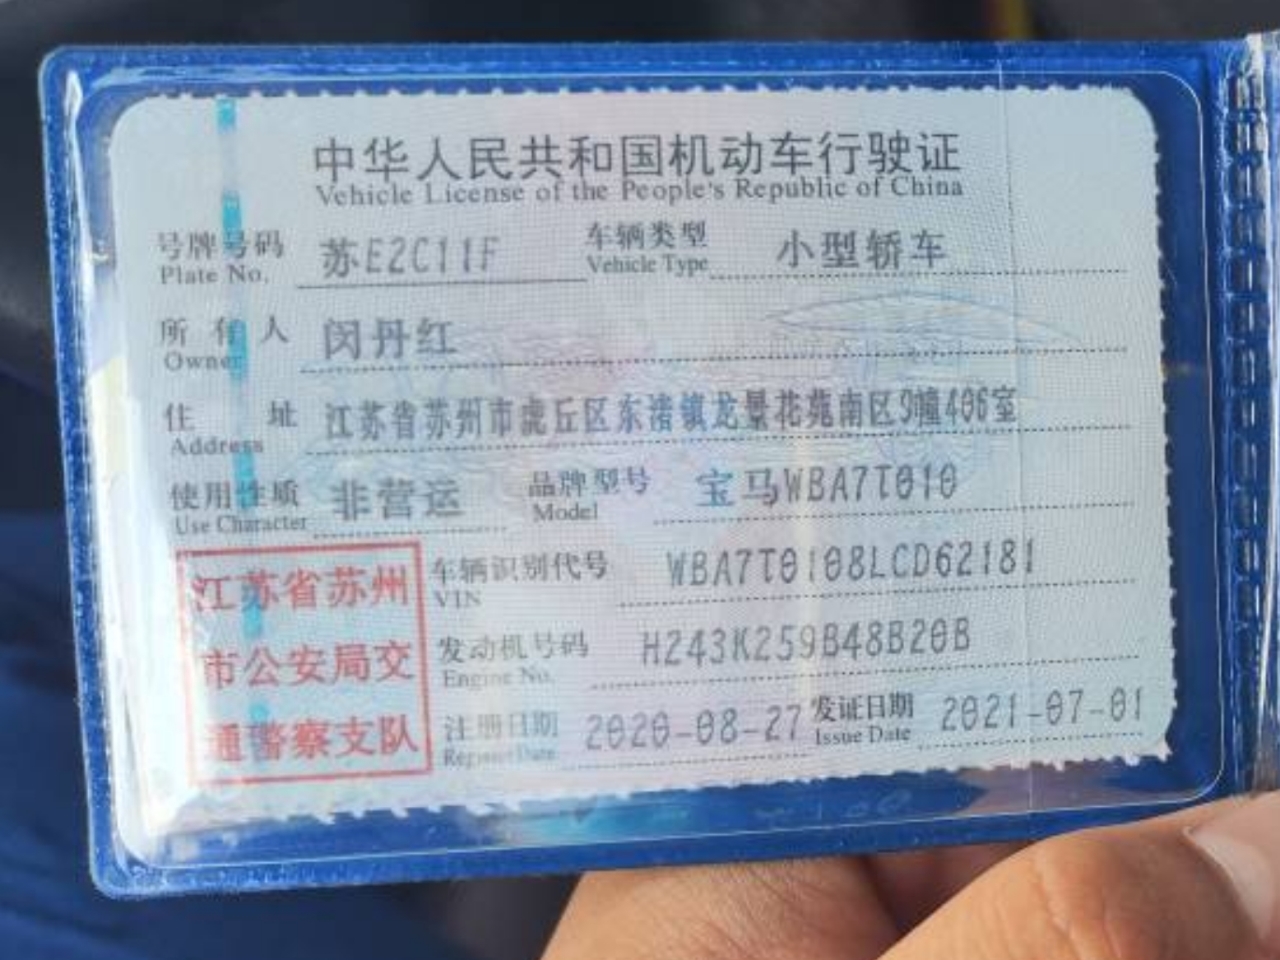 中华人民共和国机动车行驶证
Vehicle License of the People's Republic of China
号牌号码 苏E2C11F 车辆类型 小型轿车
Plate No. Vehicle Type
所有人 闵丹红
Owner
住址 江苏省苏州市虎丘区东渚镇龙景花苑南区9幢406室
Address
使用性质 非营运 品牌型号 宝马WBA7T010
Use Character Model
车辆识别代号 WBA7T0108LCD62181
VIN
发动机号码 H243K259B48B20B
Engine No.
注册日期 2020-08-27 发证日期 2021-07-01
Register Date Issue Date
江苏省苏州
市公安局交
通警察支队